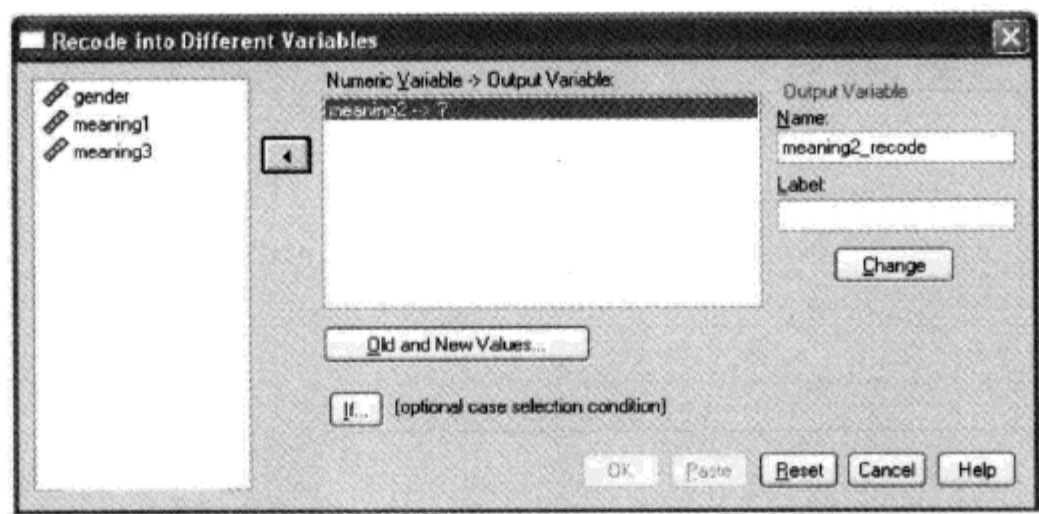 Recode into Different Variables
gender
meaning1
meaning3
Numeric Variable -> Output Variable:
meaning2 --> ?
Output Variable
Name:
meaning2_recode
Label:
Change
Old and New Values...
If... (optional case selection condition)
OK
Paste
Reset
Cancel
Help